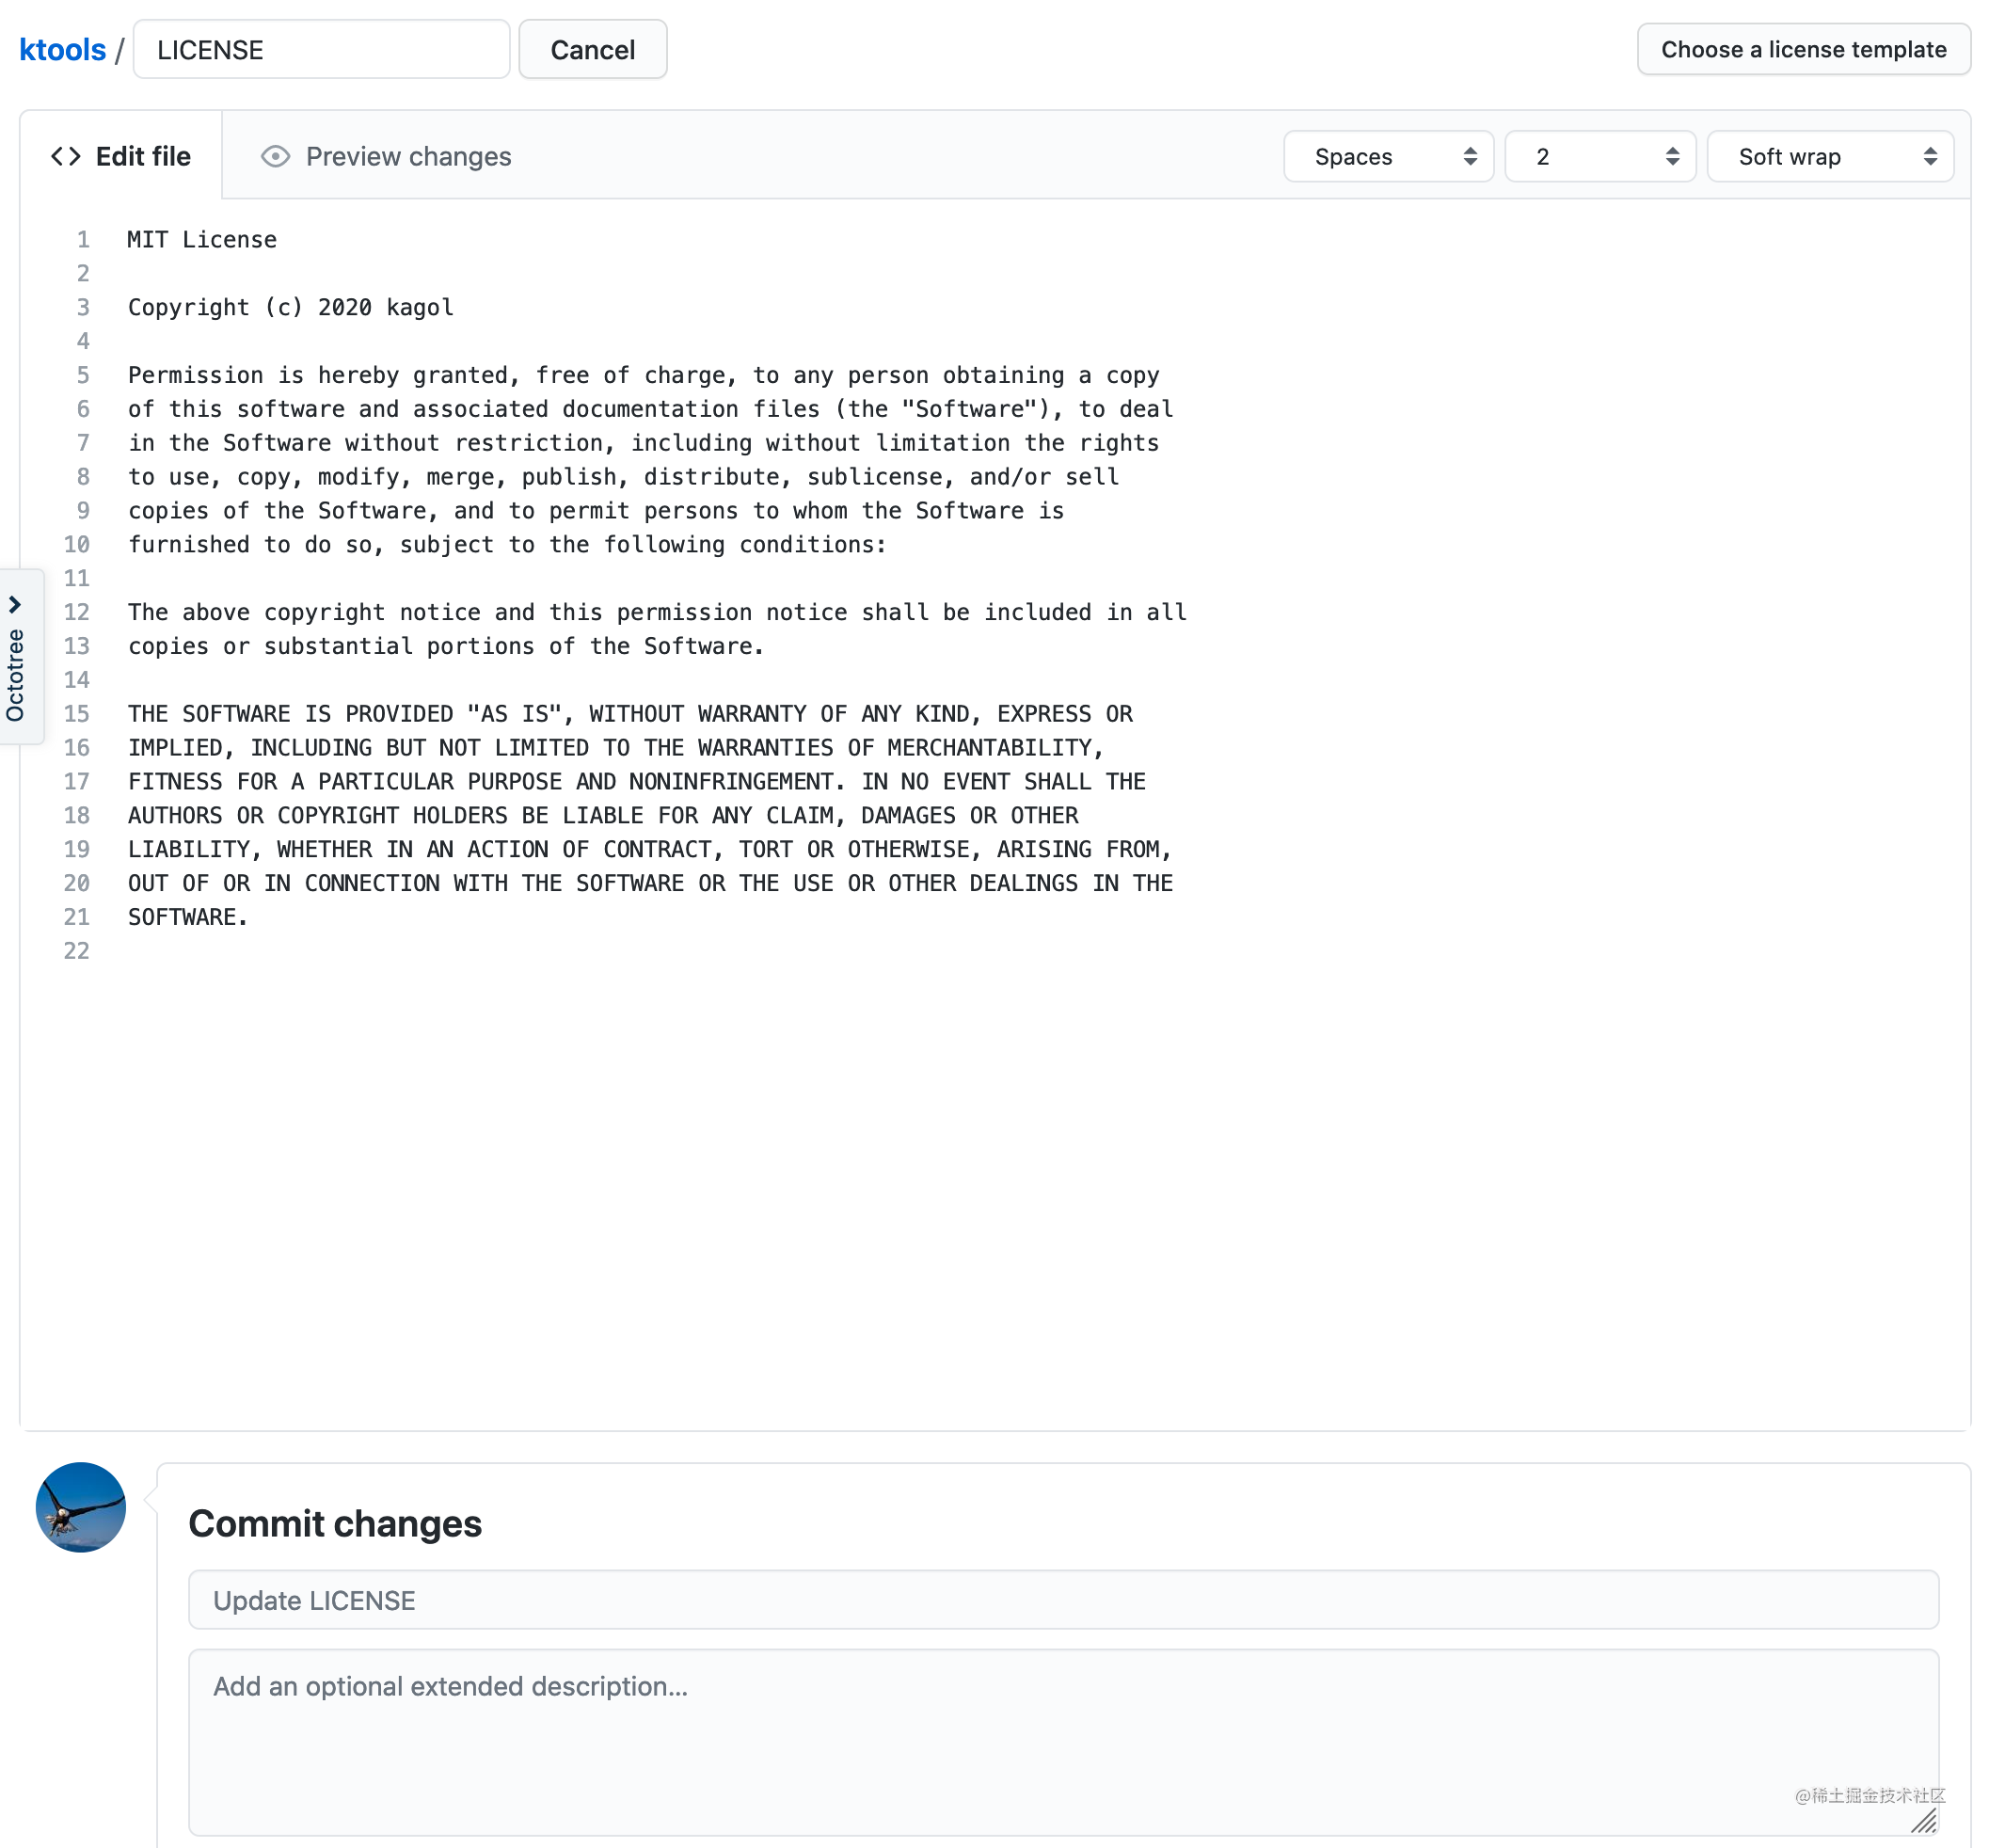 ktools / LICENSE Cancel Choose a license template
Edit file Preview changes Spaces 2 Soft wrap
1 MIT License
2
3 Copyright (c) 2020 kagol
4
5 Permission is hereby granted, free of charge, to any person obtaining a copy
6 of this software and associated documentation files (the "Software"), to deal
7 in the Software without restriction, including without limitation the rights
8 to use, copy, modify, merge, publish, distribute, sublicense, and/or sell
9 copies of the Software, and to permit persons to whom the Software is
10 furnished to do so, subject to the following conditions:
11
12 The above copyright notice and this permission notice shall be included in all
13 copies or substantial portions of the Software.
14
15 THE SOFTWARE IS PROVIDED "AS IS", WITHOUT WARRANTY OF ANY KIND, EXPRESS OR
16 IMPLIED, INCLUDING BUT NOT LIMITED TO THE WARRANTIES OF MERCHANTABILITY,
17 FITNESS FOR A PARTICULAR PURPOSE AND NONINFRINGEMENT. IN NO EVENT SHALL THE
18 AUTHORS OR COPYRIGHT HOLDERS BE LIABLE FOR ANY CLAIM, DAMAGES OR OTHER
19 LIABILITY, WHETHER IN AN ACTION OF CONTRACT, TORT OR OTHERWISE, ARISING FROM,
20 OUT OF OR IN CONNECTION WITH THE SOFTWARE OR THE USE OR OTHER DEALINGS IN THE
21 SOFTWARE.
22
Octotree
Commit changes
Update LICENSE
Add an optional extended description...
@稀土掘金技术社区